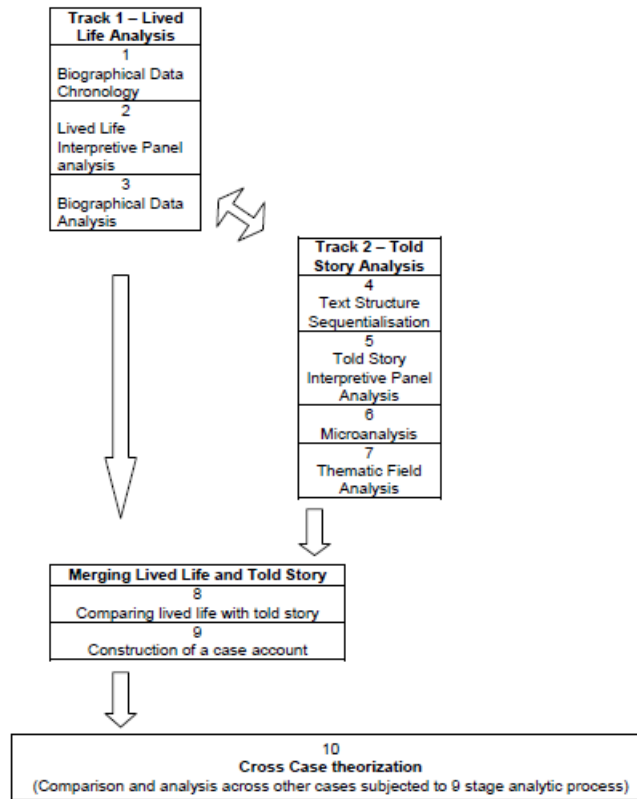 Track 1 – Lived
Life Analysis
1
Biographical Data
Chronology
2
Lived Life
Interpretive Panel
analysis
3
Biographical Data
Analysis
Track 2 – Told
Story Analysis
4
Text Structure
Sequentialisation
5
Told Story
Interpretive Panel
Analysis
6
Microanalysis
7
Thematic Field
Analysis
Merging Lived Life and Told Story
8
Comparing lived life with told story
9
Construction of a case account
10
Cross Case theorization
(Comparison and analysis across other cases subjected to 9 stage analytic process)